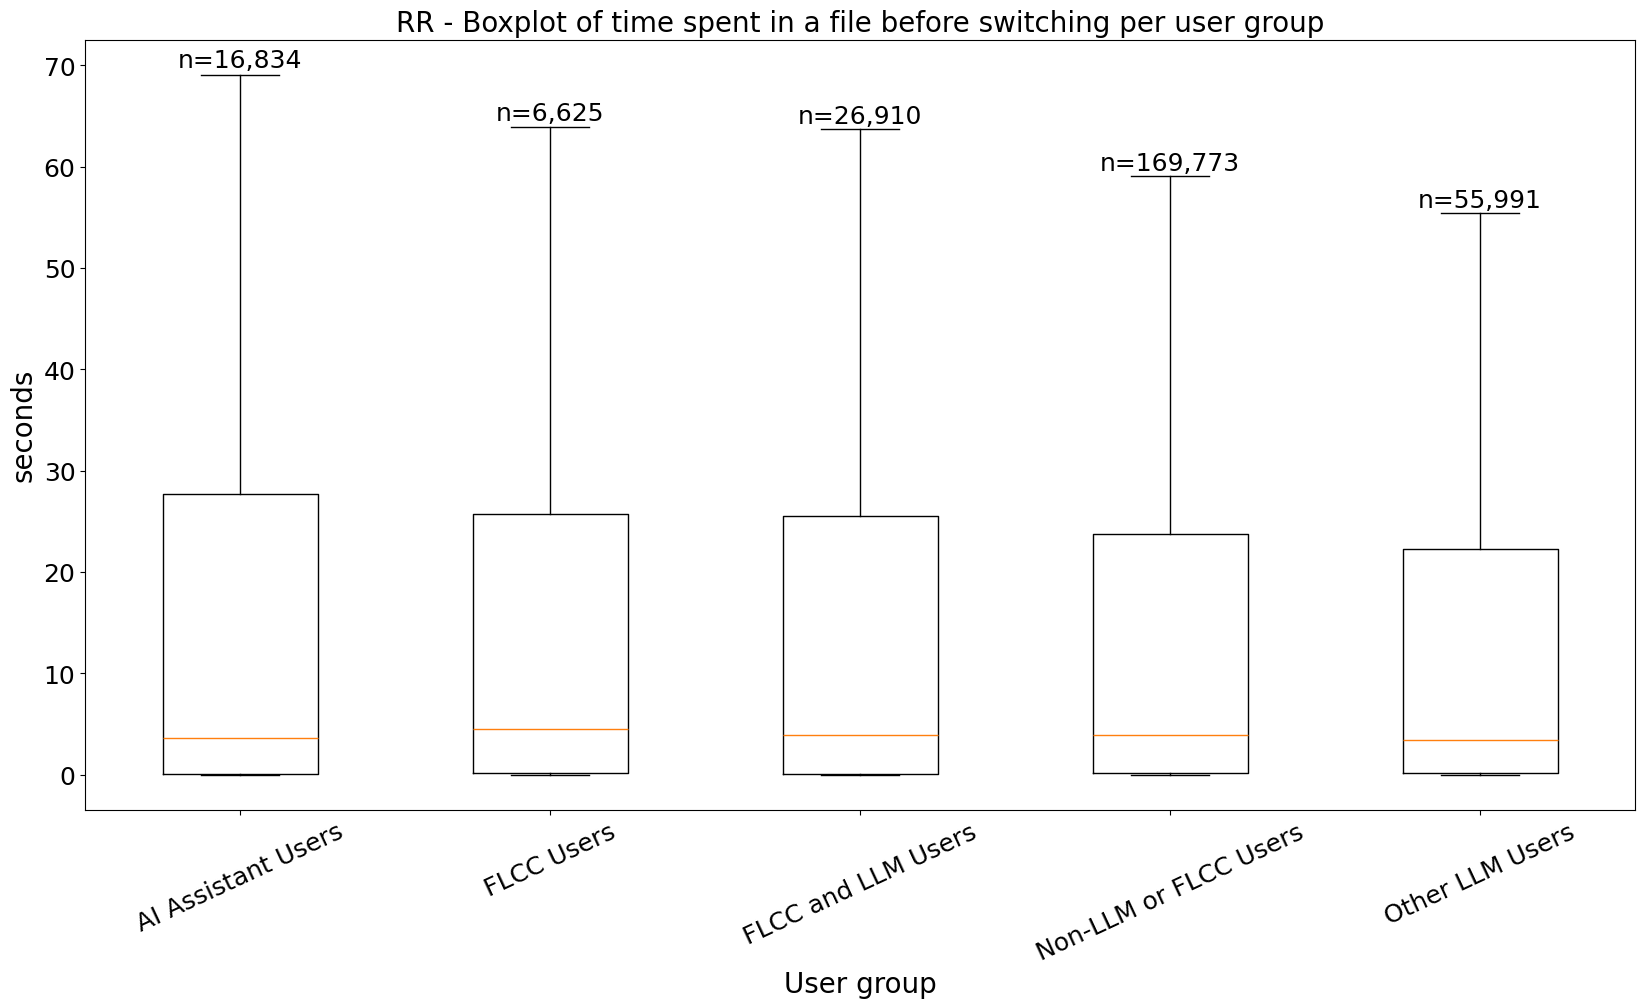 RR - Boxplot of time spent in a file before switching per user group
n=16,834
n=6,625
n=26,910
n=169,773
n=55,991
70
60
50
40
30
20
10
0
seconds
AI Assistant Users
FLCC Users
FLCC and LLM Users
Non-LLM or FLCC Users
Other LLM Users
User group